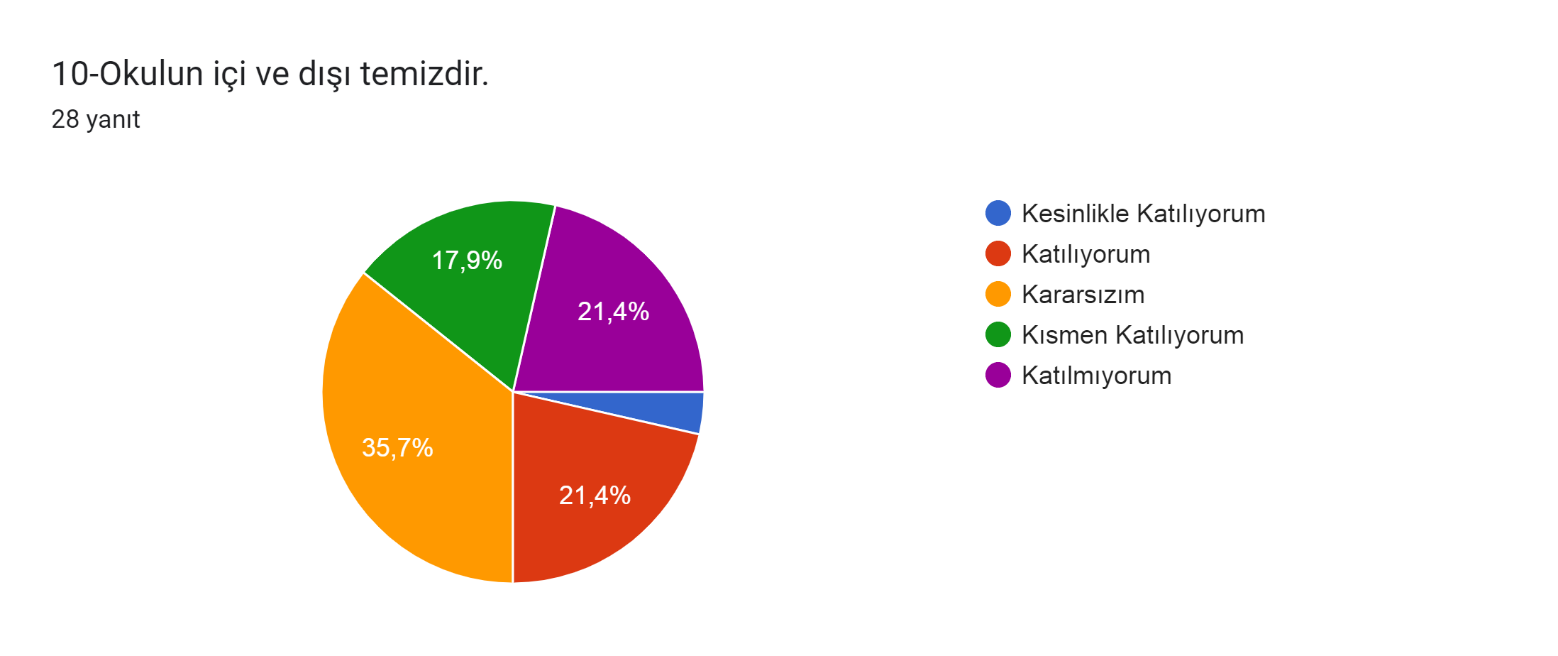 10-Okulun içi ve dışı temizdir.
28 yanıt
17,9%
21,4%
35,7%
21,4%
Kesinlikle Katılıyorum
Katılıyorum
Kararsızım
Kısmen Katılıyorum
Katılmıyorum